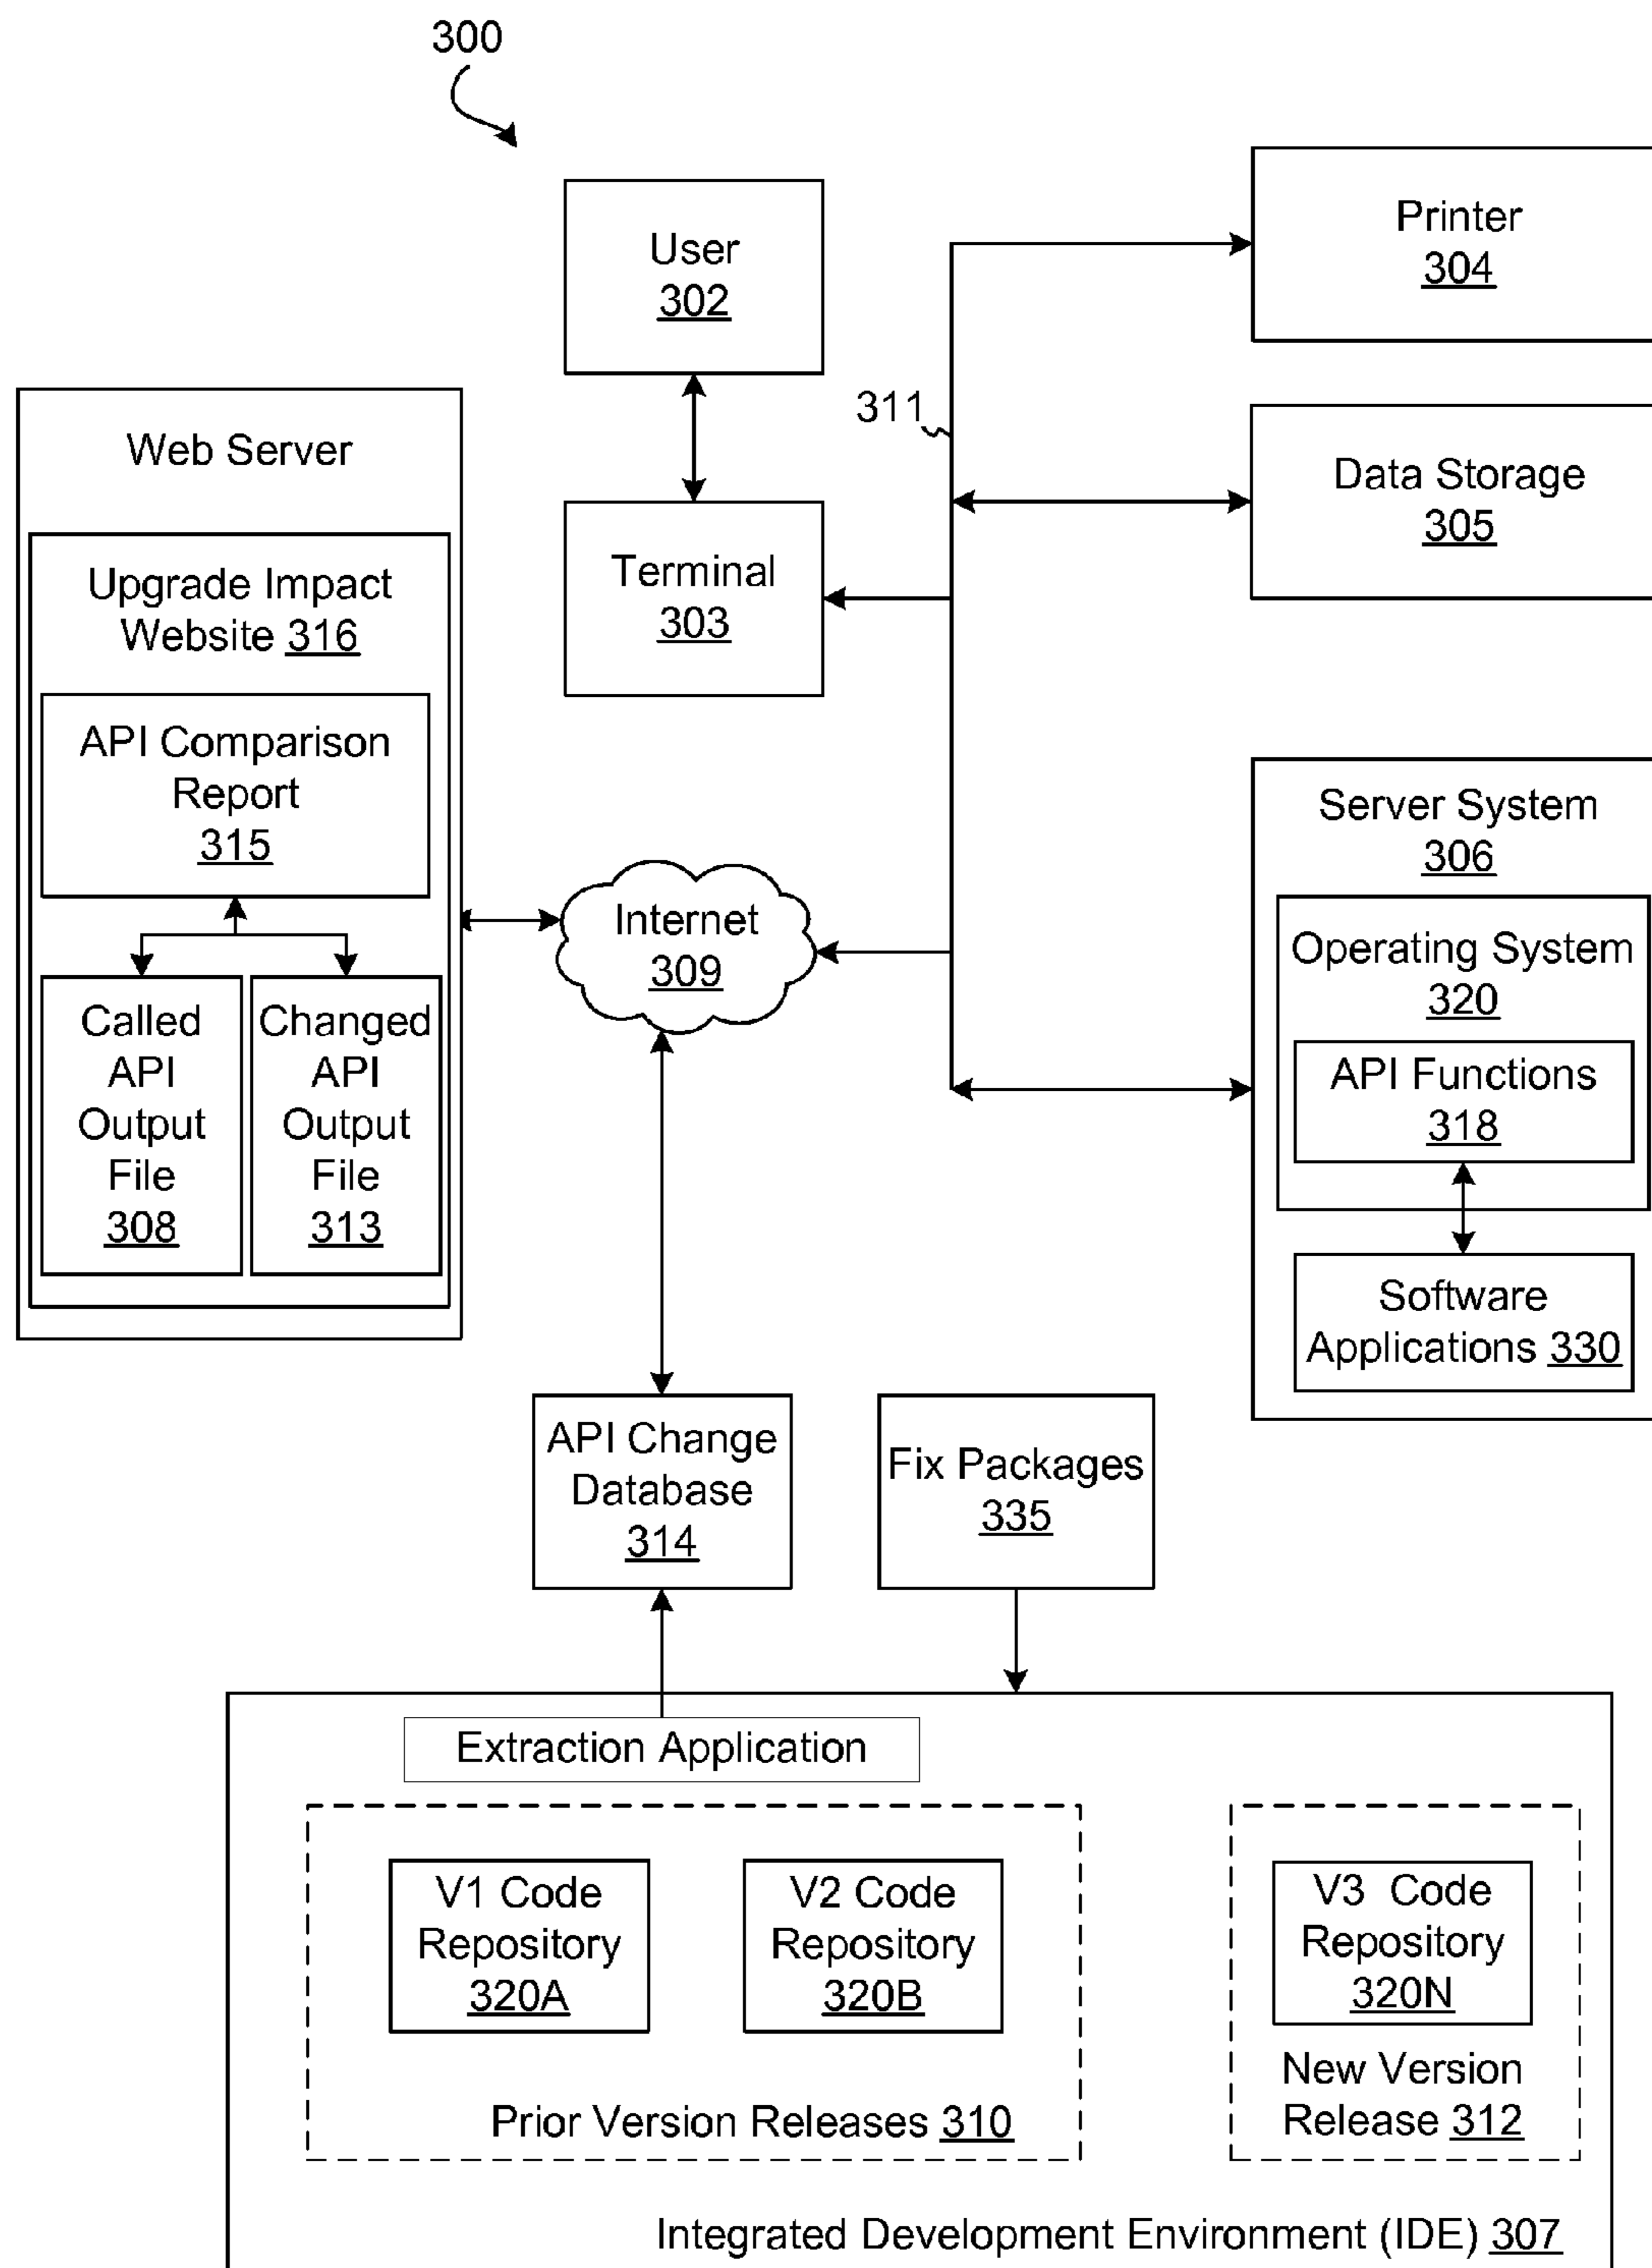 300
User
302
Printer
304
311
Data Storage
305
Terminal
303
Web Server
Upgrade Impact
Website 316
API Comparison
Report
315
Called
API
Output
File
308
Changed
API
Output
File
313
Internet
309
Server System
306
Operating System
320
API Functions
318
Software
Applications 330
API Change
Database
314
Fix Packages
335
Extraction Application
V1 Code
Repository
320A
V2 Code
Repository
320B
Prior Version Releases 310
V3 Code
Repository
320N
New Version
Release 312
Integrated Development Environment (IDE) 307